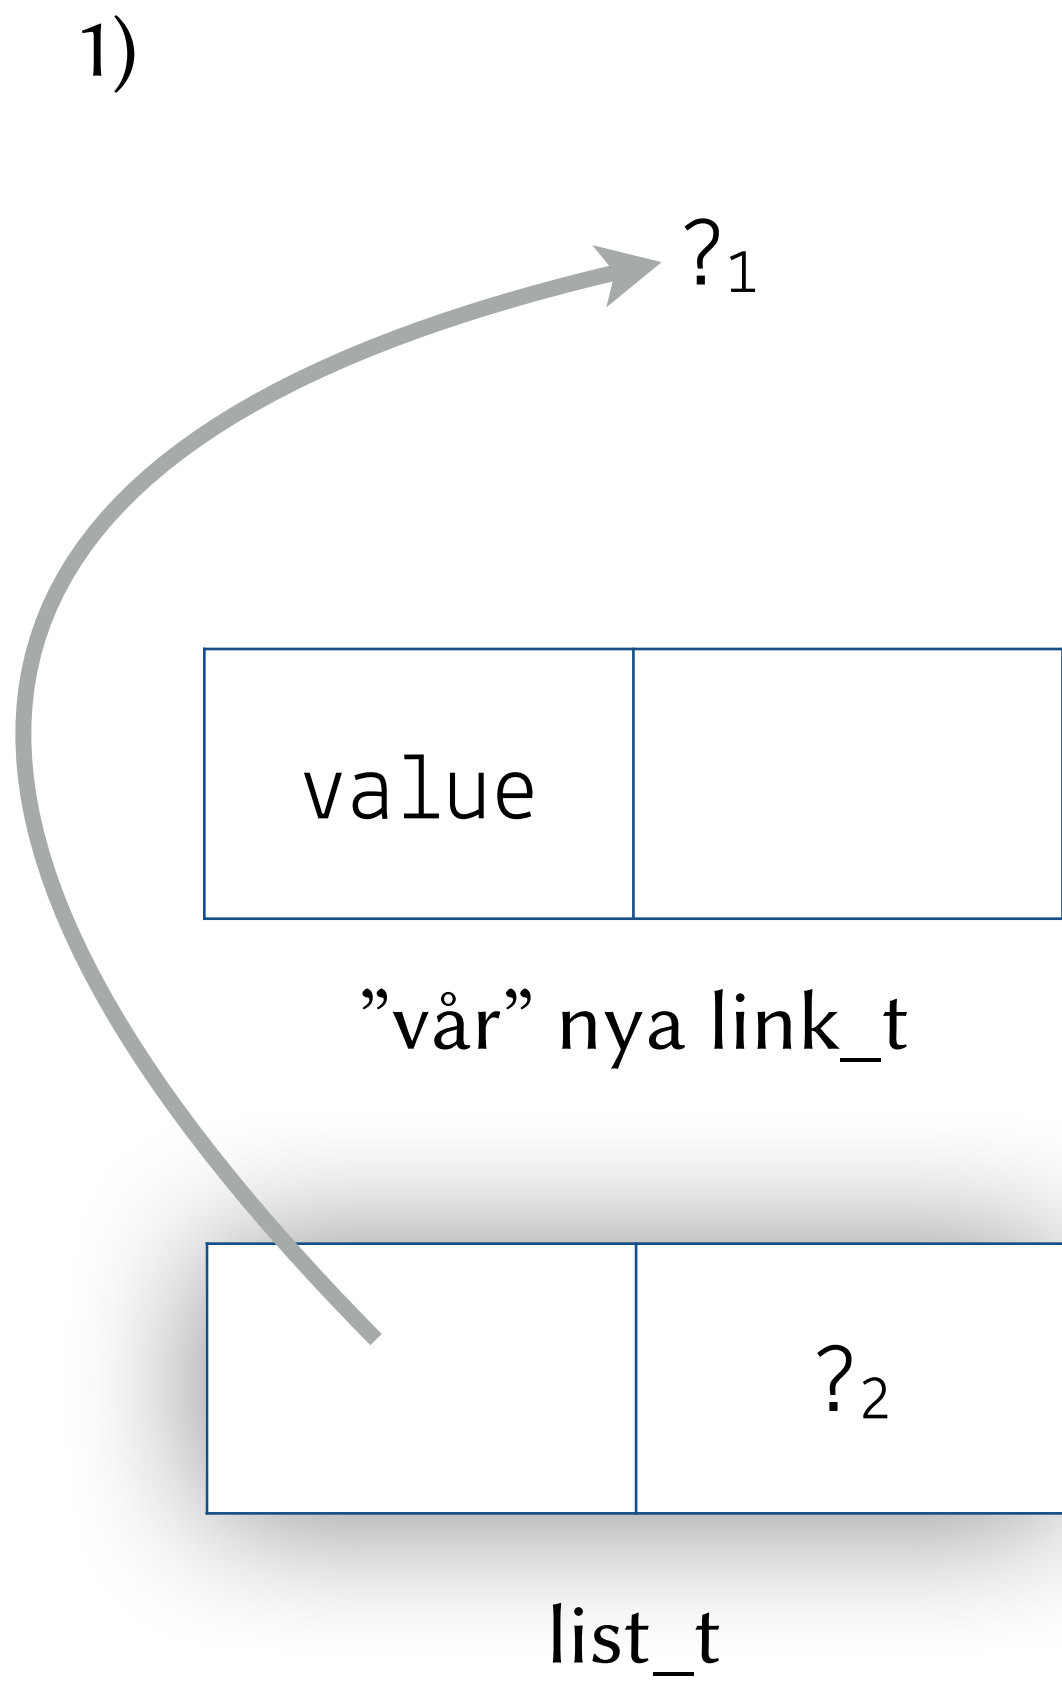 1)
?₁
value
”vår” nya link_t
?₂
list_t